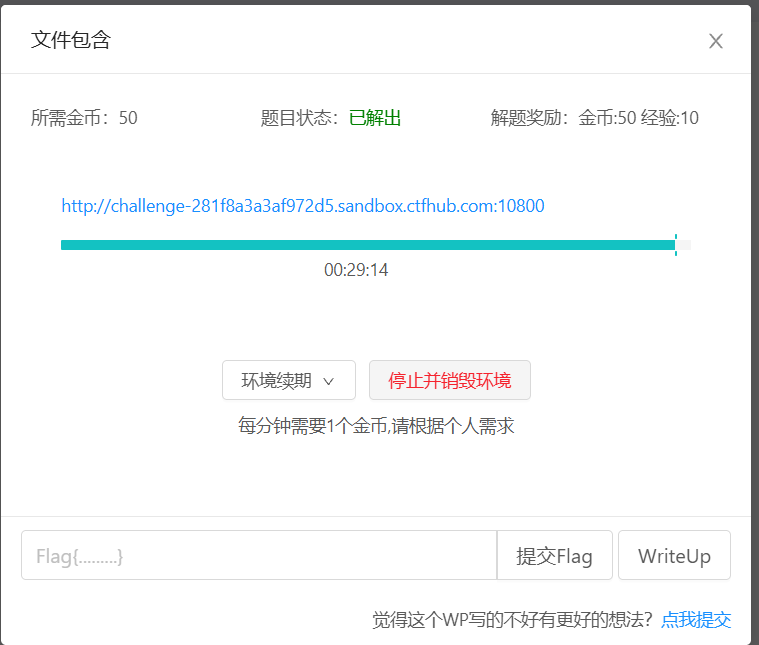 文件包含
所需金币：50 题目状态：已解出 解题奖励：金币:50 经验:10
http://challenge-281f8a3a3af972d5.sandbox.ctfhub.com:10800
00:29:14
环境续期 停止并销毁环境
每分钟需要1个金币,请根据个人需求
Flag{.........} 提交Flag WriteUp
觉得这个WP写的不好有更好的想法？点我提交